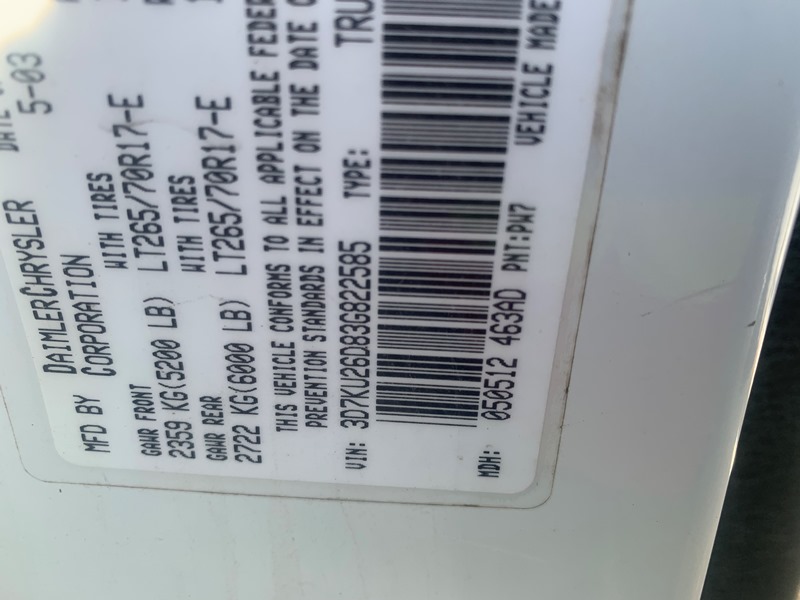 MFD BY DAIMLERCHRYSLER
CORPORATION
5-03
GAWR FRONT WITH TIRES
2359 KG(5200 LB) LT265/70R17-E
GAWR REAR WITH TIRES
2722 KG(6000 LB) LT265/70R17-E
THIS VEHICLE CONFORMS TO ALL APPLICABLE FEDER
PREVENTION STANDARDS IN EFFECT ON THE DATE O
VIN: 3D7KU26D83G822585 TYPE: TRU
MDH: 050512 463AD PNT:PW7 VEHICLE MADE